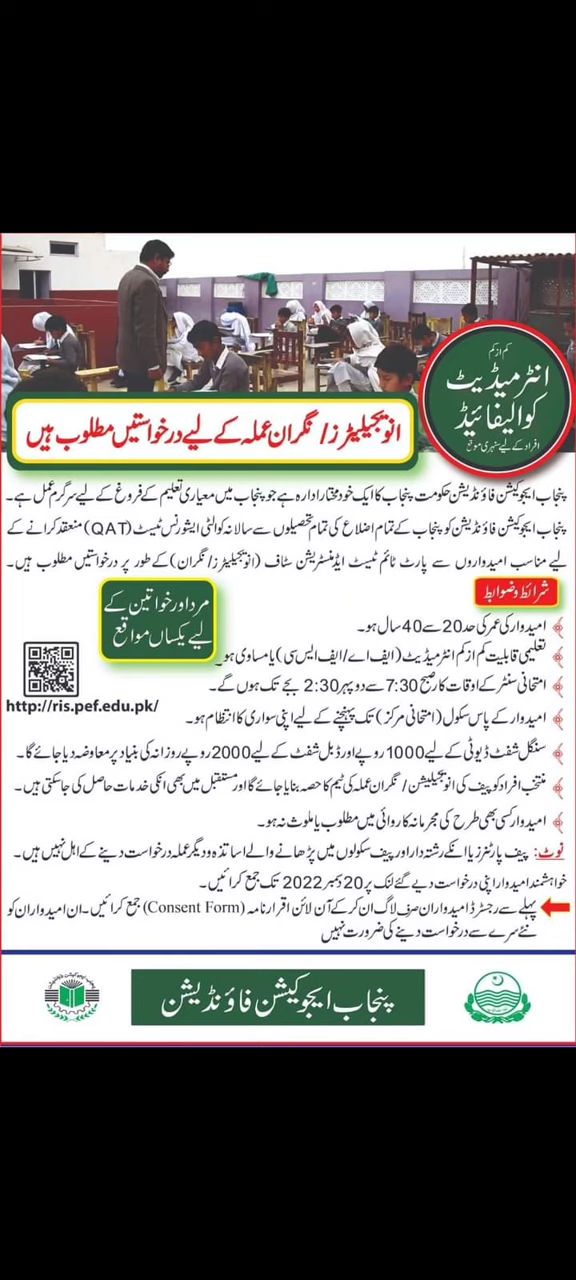 کم از کم
انٹر میڈیٹ
کوالیفائیڈ
افراد کے لیے سنہری موقع
انویجیلیٹرز/نگران عملہ کے لیے درخواستیں مطلوب ہیں
پنجاب ایجوکیشن فاؤنڈیشن حکومت پنجاب کا ایک خود مختار ادارہ ہے جو پنجاب میں معیاری تعلیم کے فروغ کے لیے سرگرم عمل ہے۔
پنجاب ایجوکیشن فاؤنڈیشن کو پنجاب کے تمام اضلاع کی تمام تحصیلوں سے سالانہ کوالٹی ایشورنس ٹیسٹ (QAT) منعقد کرانے کے
لیے مناسب امیدواروں سے پارٹ ٹائم ٹیسٹ ایڈمنسٹریشن سٹاف (انویجیلیٹرز/نگران) کے طور پر درخواستیں مطلوب ہیں۔
شرائط و ضوابط
مرد اور خواتین کے
لیے یکساں مواقع
امیدوار کی عمر کی حد 20 سے 40 سال ہو۔
تعلیمی قابلیت کم از کم انٹر میڈیٹ (ایف اے/ایف ایس سی) یا مساوی ہو۔
امتحانی سنٹر کے اوقات کار صبح 7:30 سے دوپہر 2:30 بجے تک ہوں گے۔
http://ris.pef.edu.pk/
امیدوار کے پاس سکول (امتحانی مرکز) تک پہنچنے کے لیے اپنی سواری کا انتظام ہو۔
سنگل شفٹ ڈیوٹی کے لیے 1000 روپے اور ڈبل شفٹ کے لیے 2000 روپے روزانہ کی بنیاد پر معاوضہ دیا جائے گا۔
منتخب افراد کو پیف کی انویجیلیشن/نگران عملہ کی ٹیم کا حصہ بنایا جائے گا اور مستقبل میں بھی انکی خدمات حاصل کی جاسکتی ہیں۔
امیدوار کسی بھی طرح کی مجرمانہ کاروائی میں مطلوب یا ملوث نہ ہو۔
نوٹ: پیف پارٹنرز یا انکے رشتہ دار اور پیف سکولوں میں پڑھانے والے اساتذہ و دیگر عملہ درخواست دینے کے اہل نہیں ہیں۔
خواہشمند امیدوار اپنی درخواست دیے گئے لنک پر 20 دسمبر 2022 تک جمع کرائیں۔
پہلے سے رجسٹرڈ امیدواران صرف لاگ ان کر کے آن لائن اقرار نامہ (Consent Form) جمع کرائیں۔ ان امیدواران کو
نئے سرے سے درخواست دینے کی ضرورت نہیں
پنجاب ایجوکیشن فاؤنڈیشن